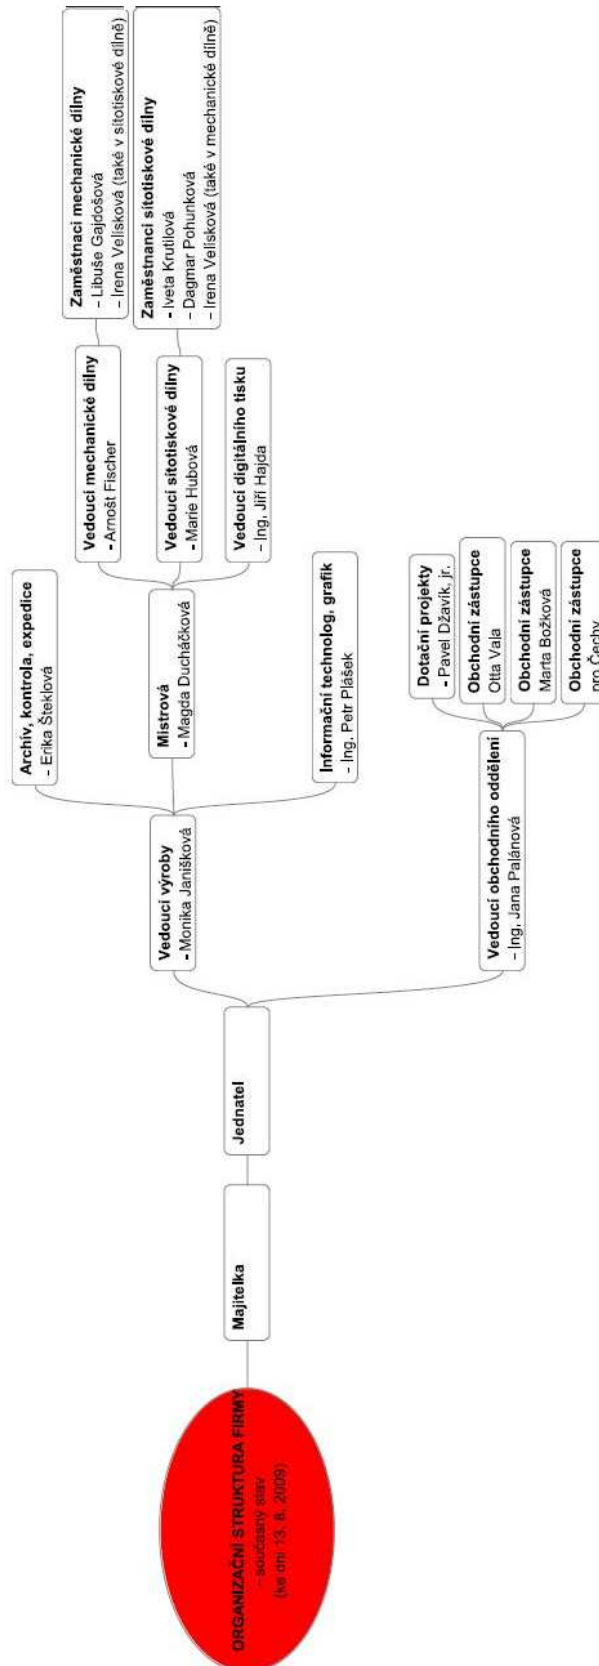 ORGANIZAČNÍ STRUKTURA FIRMY
- současný stav
(ke dni 13. 8. 2009)
Majitelka
Jednatel
Vedoucí výroby
- Monika Janišková
Archív, kontrola, expedice
- Erika Šteklová
Mistrová
- Magda Ducháčková
Vedoucí mechanické dílny
- Arnošt Fischer
Zaměstnaci mechanické dílny
- Libuše Gajdošová
- Irena Velísková (také v sítotiskové dílně)
Vedoucí sítotiskové dílny
- Marie Hubová
Zaměstnanci sítotiskové dílny
- Iveta Krutilová
- Dagmar Pohunková
- Irena Velísková (také v mechanické dílně)
Vedoucí digitálního tisku
- Ing. Jiří Hajda
Informační technolog, grafik
- Ing. Petr Plášek
Vedoucí obchodního oddělení
- Ing. Jana Palánová
Dotační projekty
- Pavel Džavík, jr.
Obchodní zástupce
Otta Vala
Obchodní zástupce
Marta Božková
Obchodní zástupce
pro Čechy